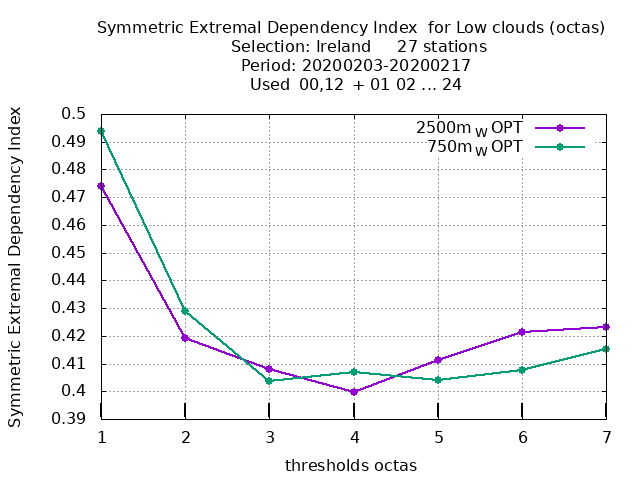 Symmetric Extremal Dependency Index  for Low clouds (octas)
Selection: Ireland     27 stations
Period: 20200203-20200217
Used  00,12  + 01 02 ... 24
Symmetric Extremal Dependency Index
0.5
0.49
0.48
0.47
0.46
0.45
0.44
0.43
0.42
0.41
0.4
0.39
2500m W OPT
750m W OPT
1 2 3 4 5 6 7
thresholds octas